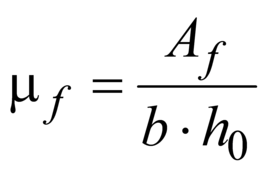 μ_f = A_f / (b · h_0)